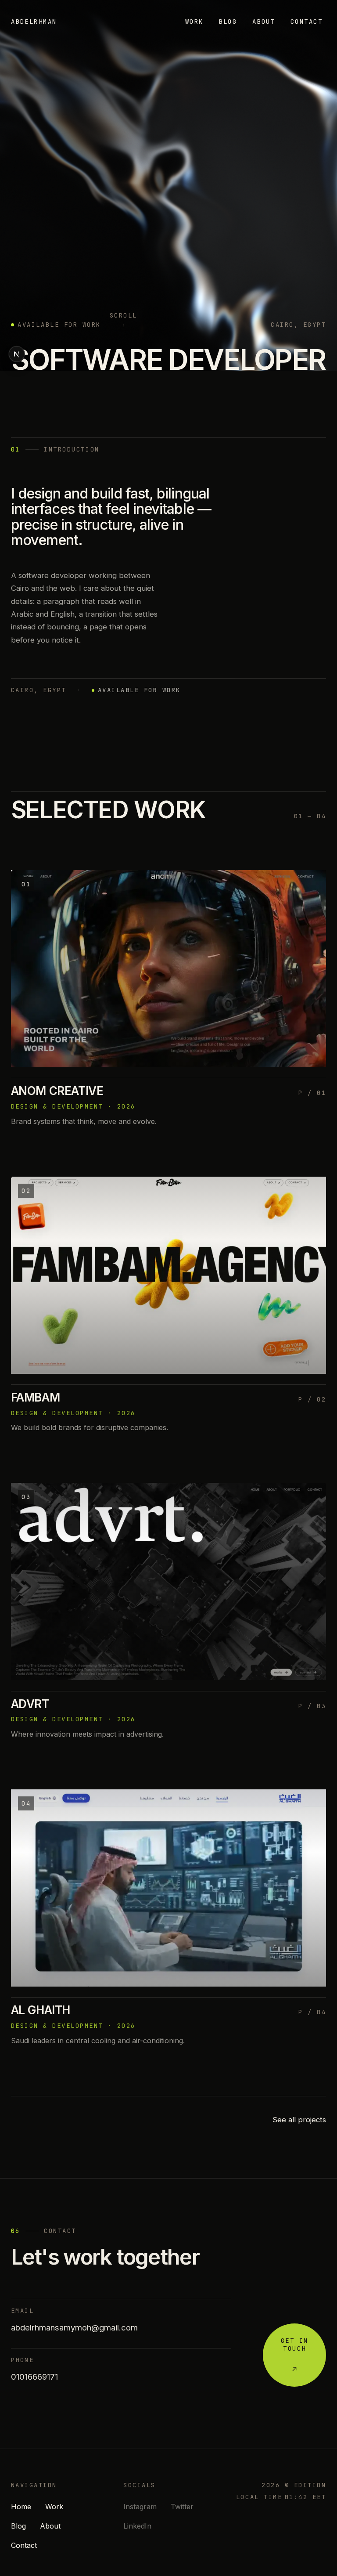 ABDELRHMAN
WORK BLOG ABOUT CONTACT
SCROLL
AVAILABLE FOR WORK
CAIRO, EGYPT
N
SOFTWARE DEVELOPER
01 INTRODUCTION
I design and build fast, bilingual
interfaces that feel inevitable —
precise in structure, alive in
movement.
A software developer working between
Cairo and the web. I care about the quiet
details: a paragraph that reads well in
Arabic and English, a transition that settles
instead of bouncing, a page that opens
before you notice it.
CAIRO, EGYPT · AVAILABLE FOR WORK
SELECTED WORK
01 — 04
01
ABOUT
anom
ROOTED IN CAIRO
BUILT FOR THE
WORLD
ANOM CREATIVE
P / 01
DESIGN & DEVELOPMENT · 2026
Brand systems that think, move and evolve.
02
FAMBAM.AGENCY
FAMBAM
P / 02
DESIGN & DEVELOPMENT · 2026
We build bold brands for disruptive companies.
03
HOME ABOUT PORTFOLIO CONTACT
advrt.
ADVRT
P / 03
DESIGN & DEVELOPMENT · 2026
Where innovation meets impact in advertising.
04
AL GHAITH
P / 04
DESIGN & DEVELOPMENT · 2026
Saudi leaders in central cooling and air-conditioning.
See all projects
06 CONTACT
Let's work together
EMAIL
abdelrhmansamymoh@gmail.com
PHONE
01016669171
GET IN
TOUCH
↗
NAVIGATION
Home Work
Blog About
Contact
SOCIALS
Instagram Twitter
LinkedIn
2026 © EDITION
LOCAL TIME 01:42 EET